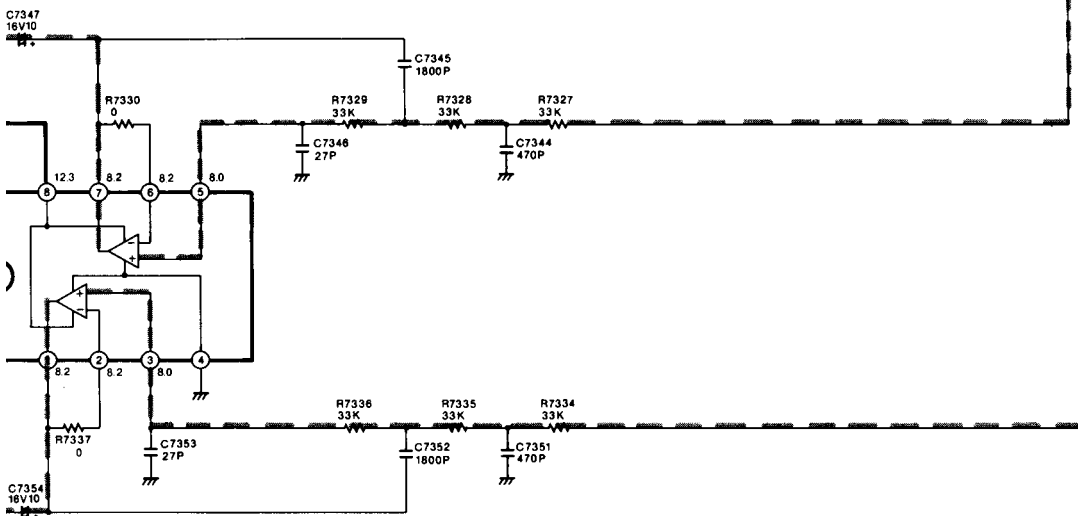 C7347
16V10
+
C7345
1800P
R7330
0
R7329
33K
R7328
33K
R7327
33K
C7346
27P
C7344
470P
8 12.3
7 8.2
6 8.2
5 8.0
−
+
+
−
8.2
2 8.2
3 8.0
4
R7337
0
C7353
27P
R7336
33K
R7335
33K
R7334
33K
C7352
1800P
C7351
470P
C7354
16V10
+